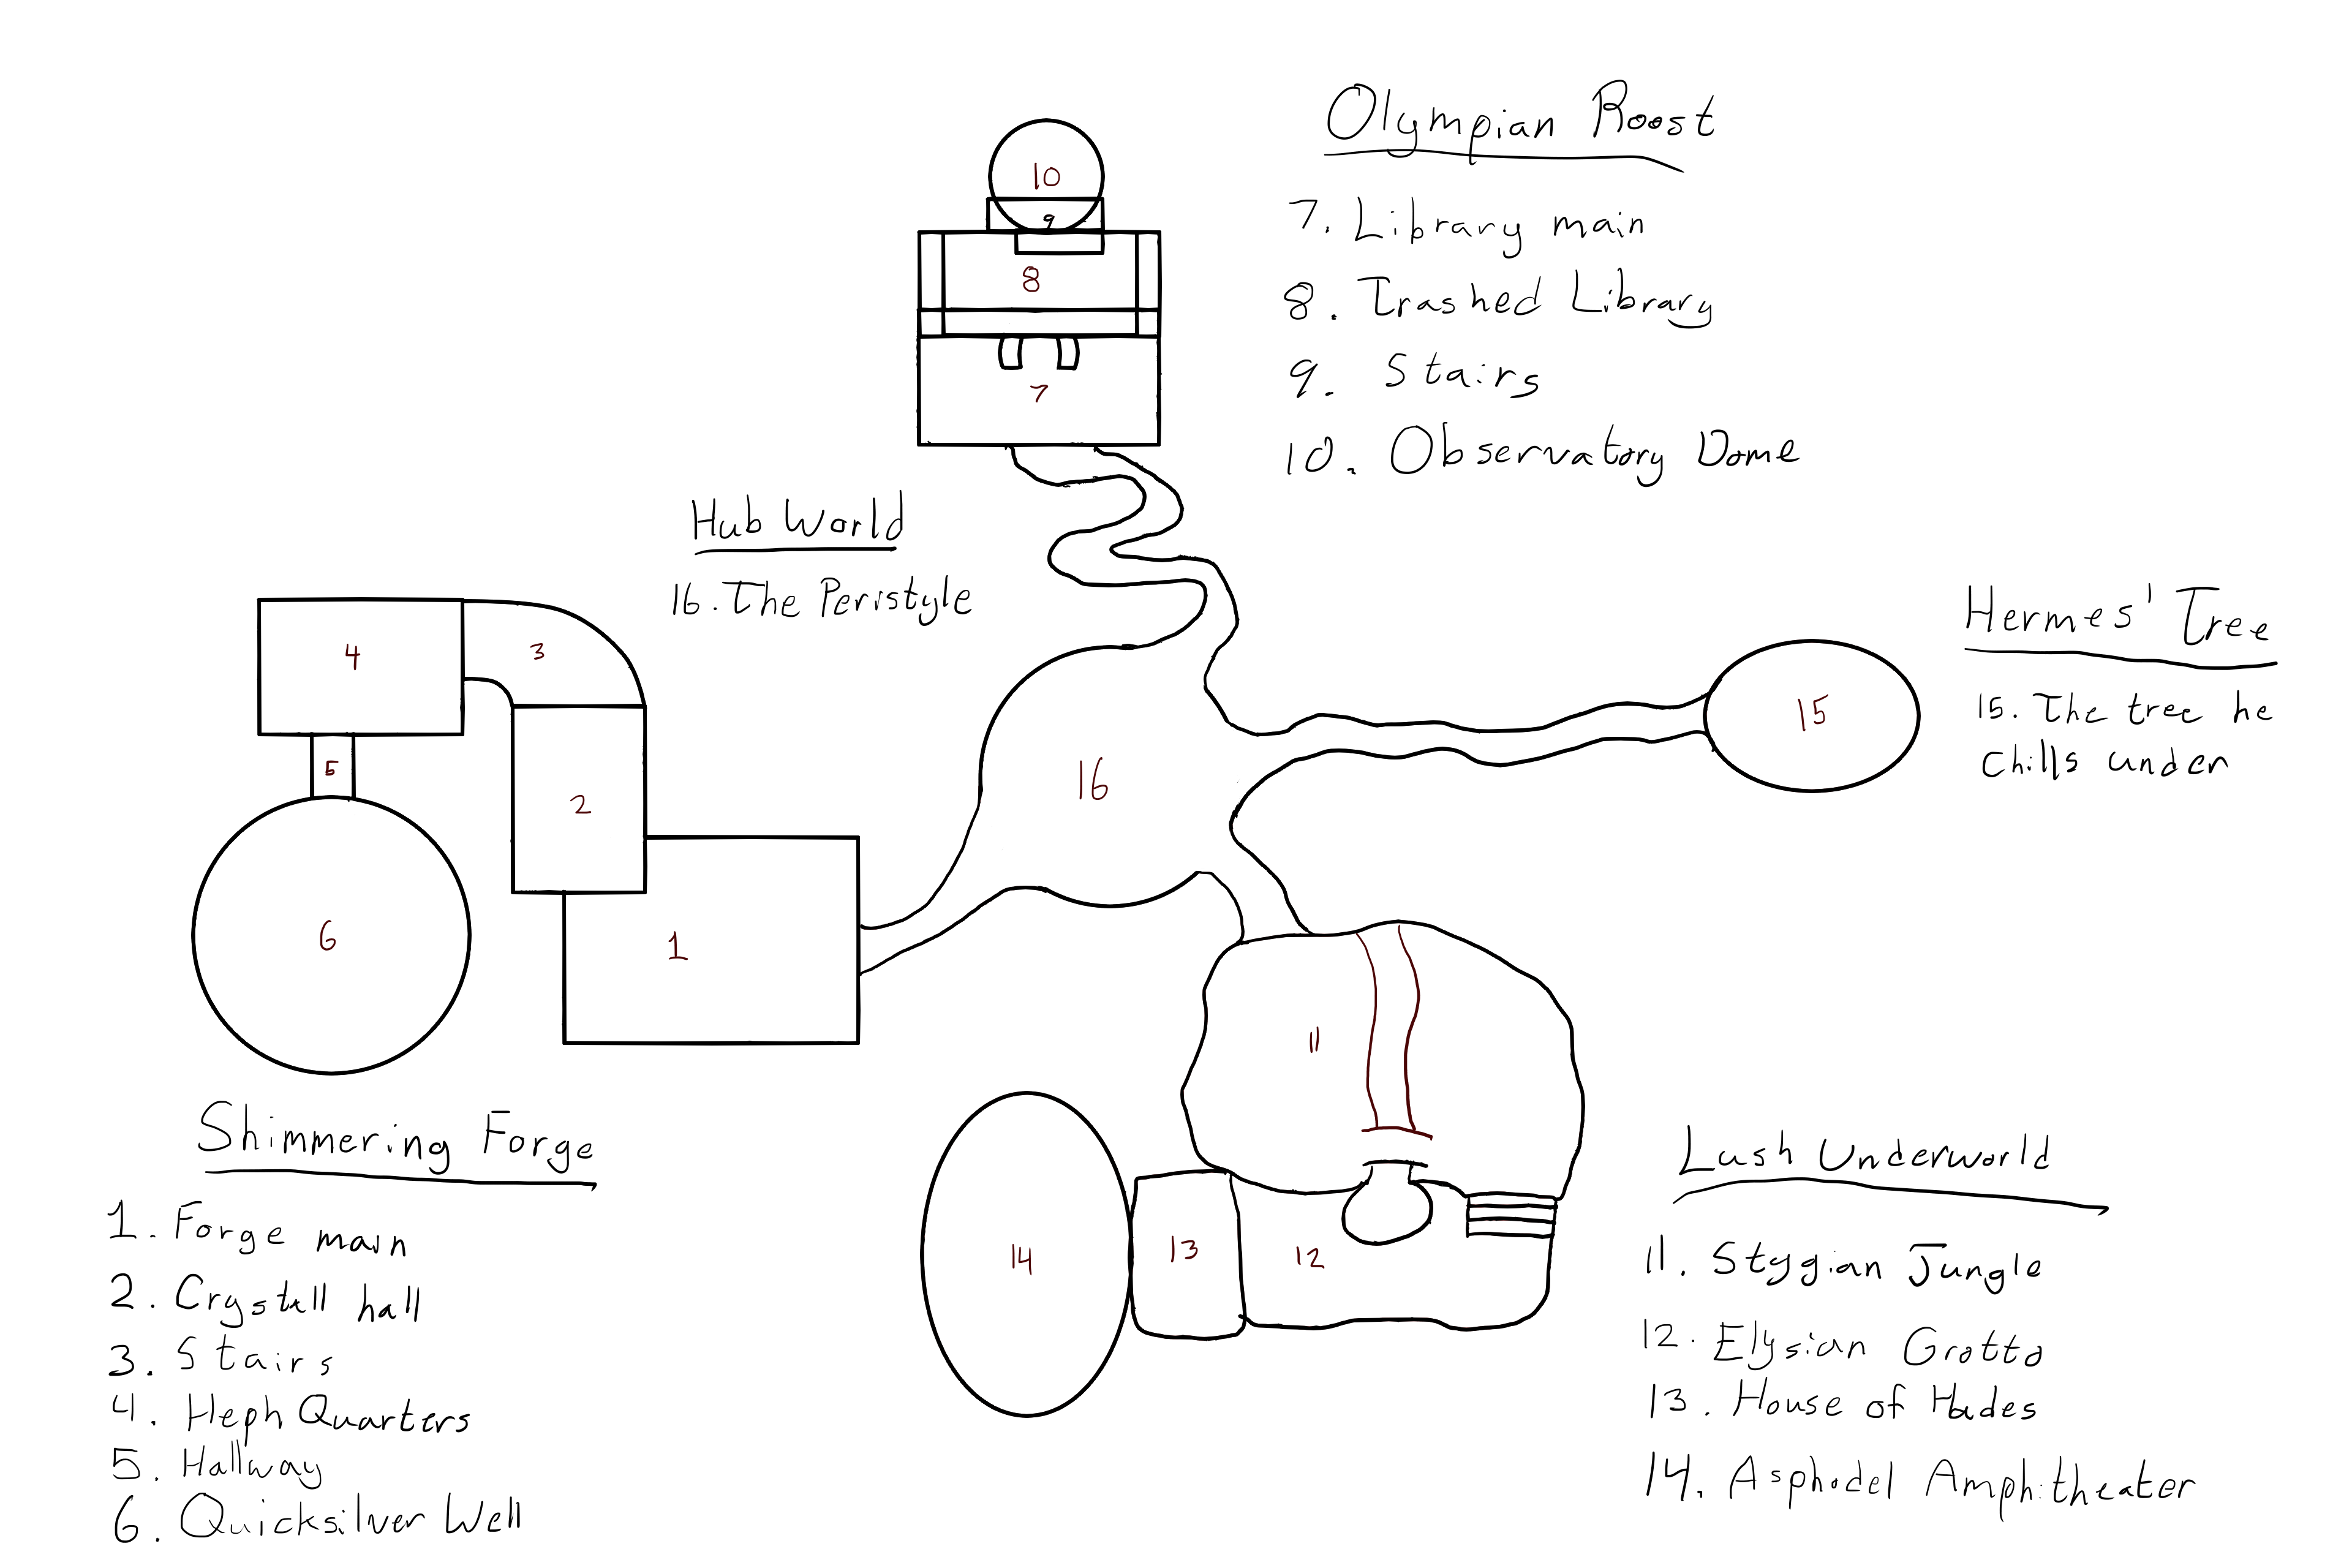 Olympian Roost
7. Library main
8. Trashed Library
9. Stairs
10. Observatory Dome
Hub World
16. The Peristyle
Hermes' Tree
15. The tree he
chills under
Shimmering Forge
1. Forge main
2. Crystall hall
3. Stairs
4. Heph Quarters
5. Hallway
6. Quicksilver Well
Lush Underworld
11. Stygian Jungle
12. Elysian Grotto
13. House of Hades
14. Asphodel Amphitheater
10
9
8
7
4
3
5
2
6
1
16
15
11
14
13
12